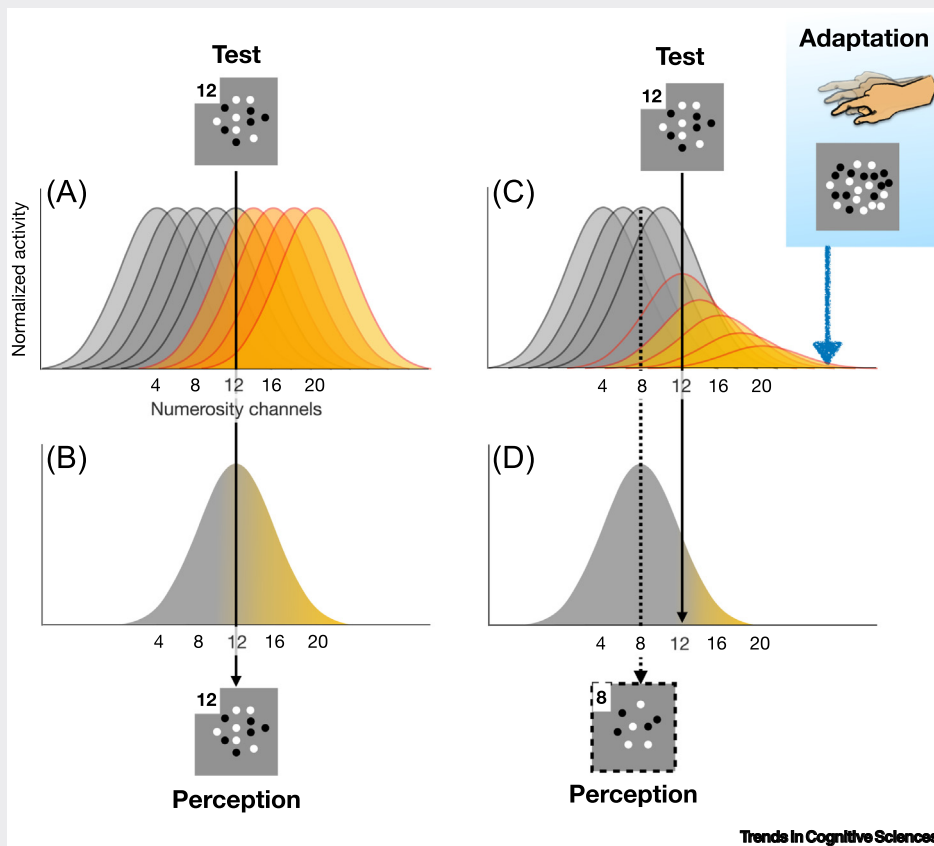 Test
12
(A)
Normalized activity
4 8 12 16 20
Numerosity channels
(B)
4 8 12 16 20
12
Perception
Test
12
Adaptation
(C)
4 8 12 16 20
(D)
4 8 12 16 20
8
Perception
Trends in Cognitive Sciences